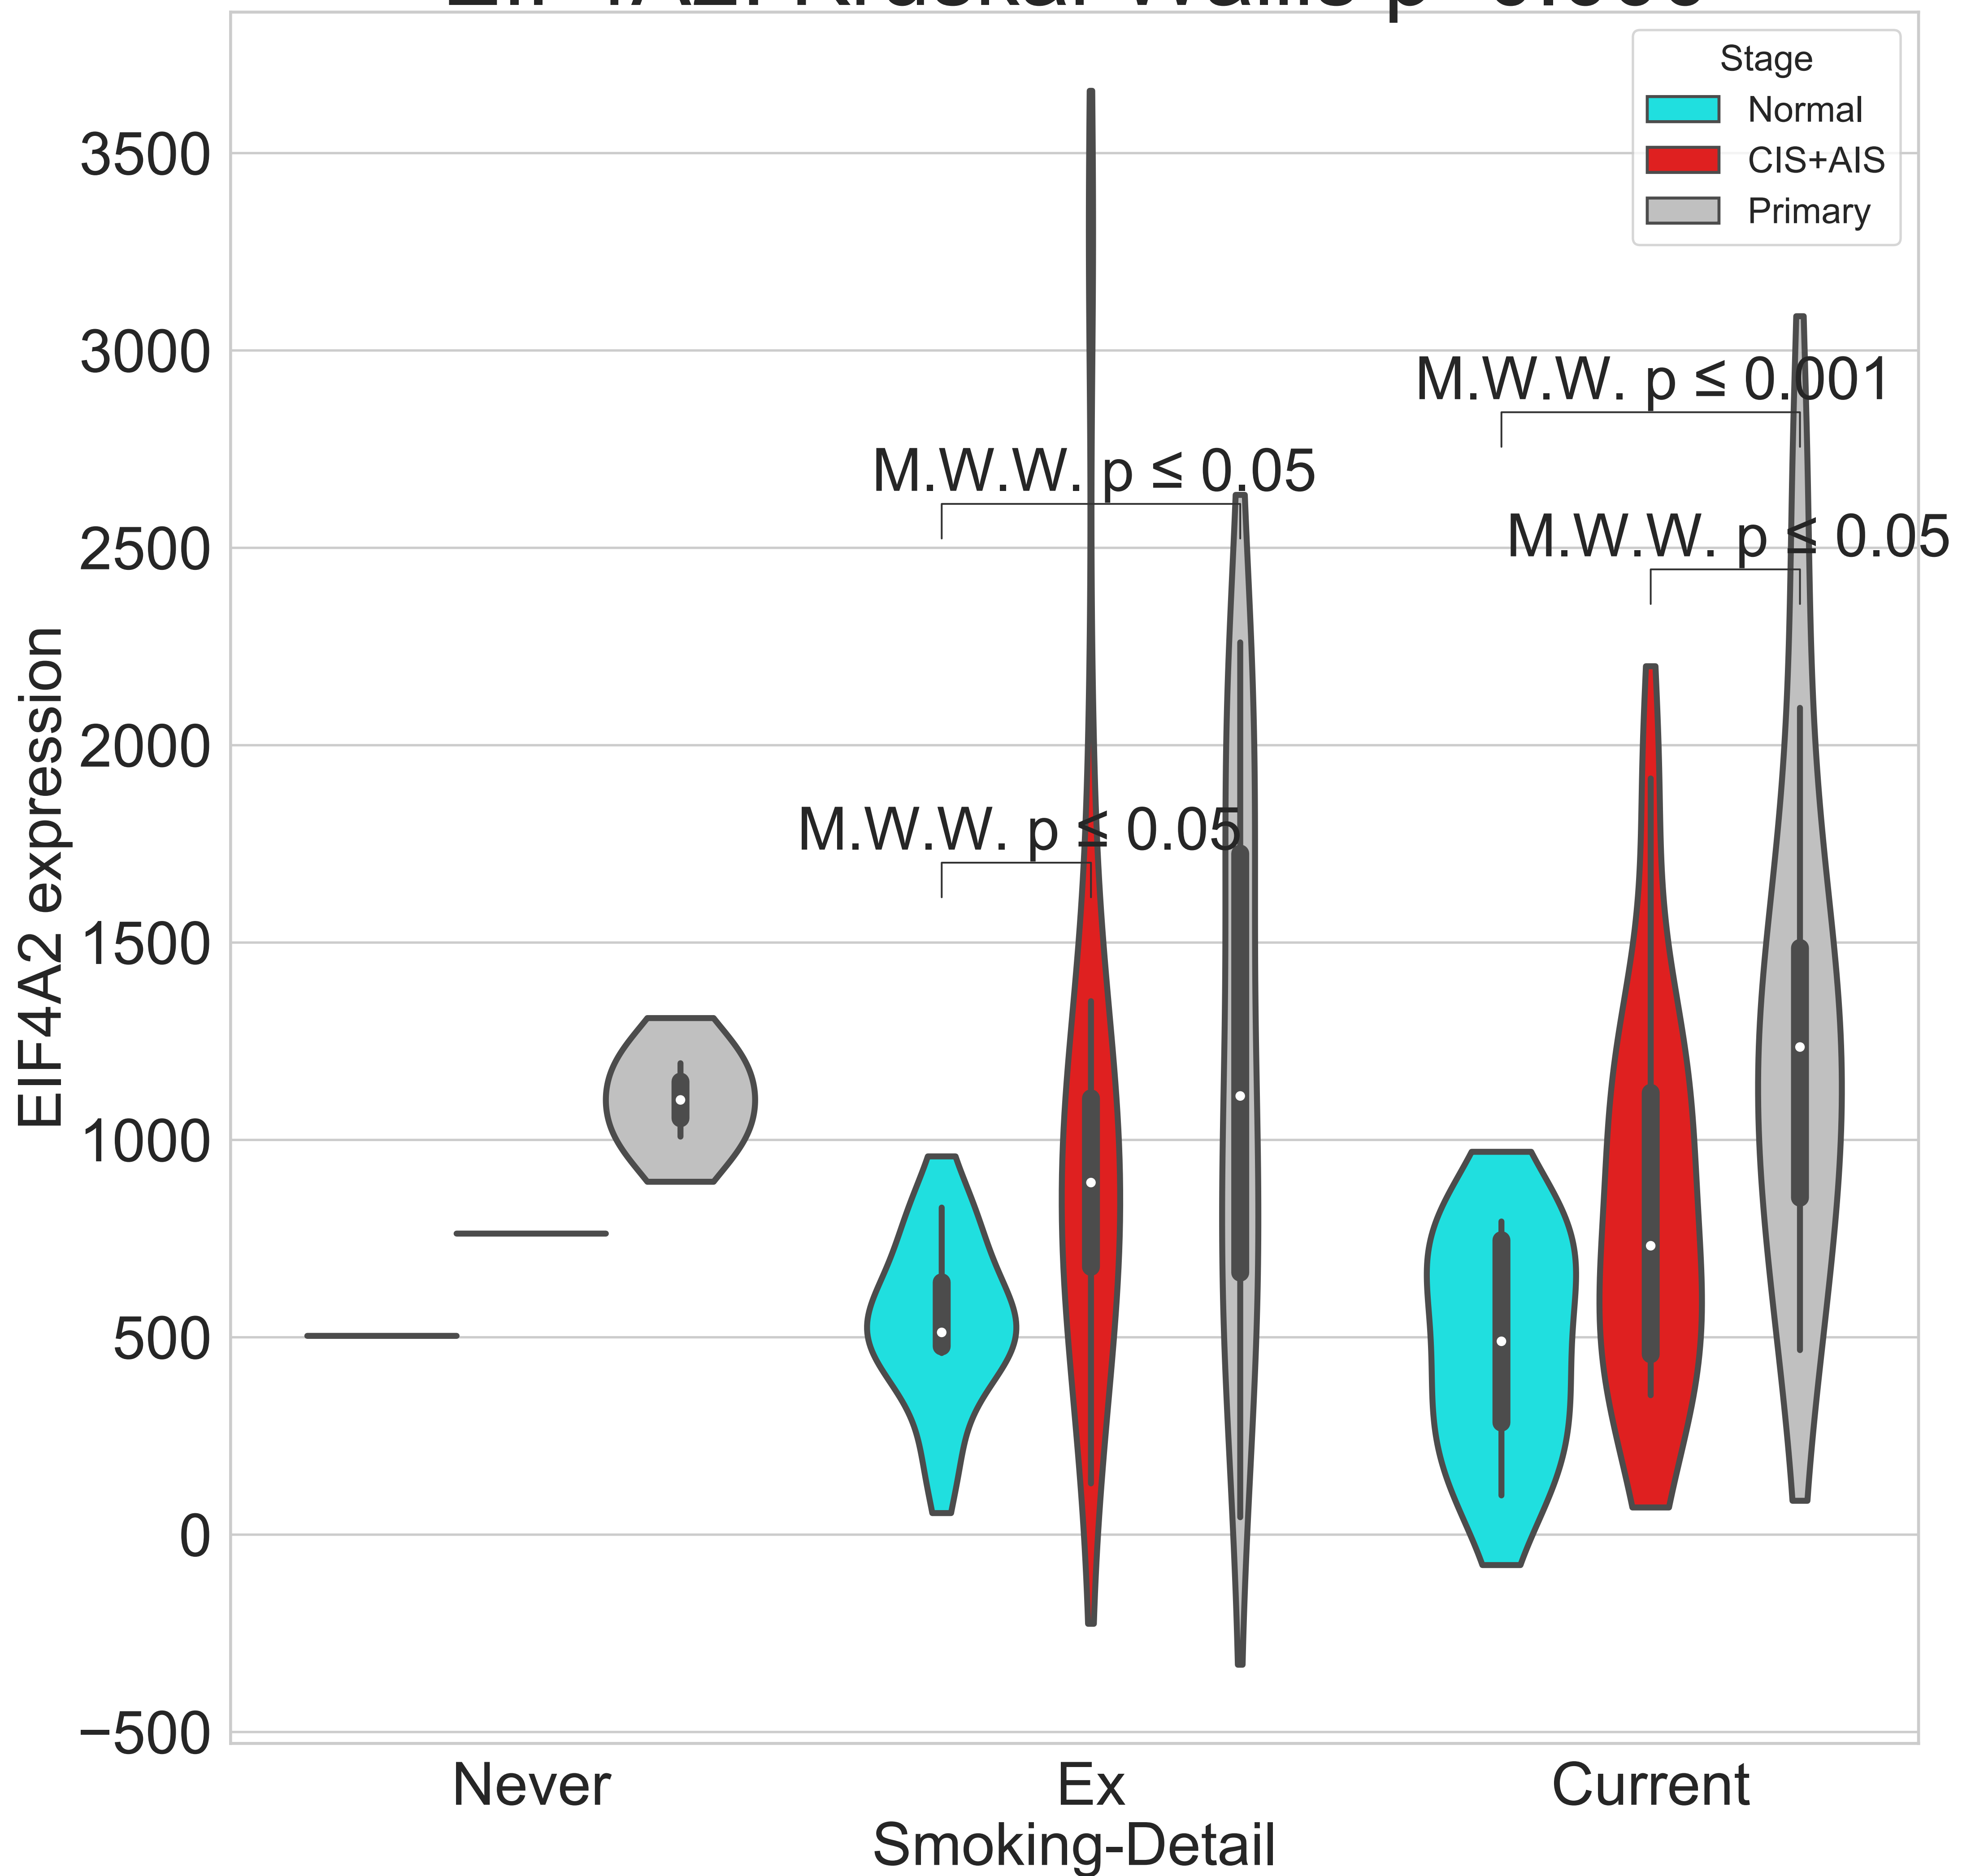 Stage
Normal
CIS+AIS
Primary
3500
3000
2500
2000
1500
1000
500
0
−500
EIF4A2 expression
M.W.W. p ≤ 0.001
M.W.W. p ≤ 0.05
M.W.W. p ≤ 0.05
M.W.W. p ≤ 0.05
Never
Ex
Current
Smoking-Detail